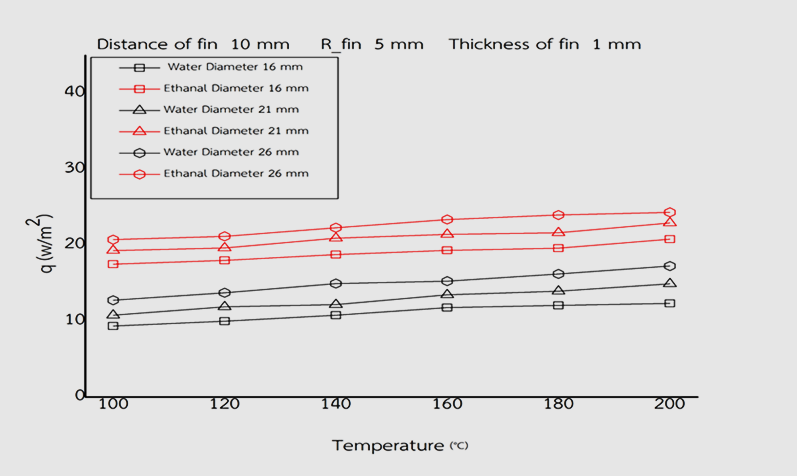 Distance of fin 10 mm R_fin 5 mm Thickness of fin 1 mm
Water Diameter 16 mm
Ethanal Diameter 16 mm
Water Diameter 21 mm
Ethanal Diameter 21 mm
Water Diameter 26 mm
Ethanal Diameter 26 mm
40
30
20
10
0
q (w/m²)
100 120 140 160 180 200
Temperature (°C)